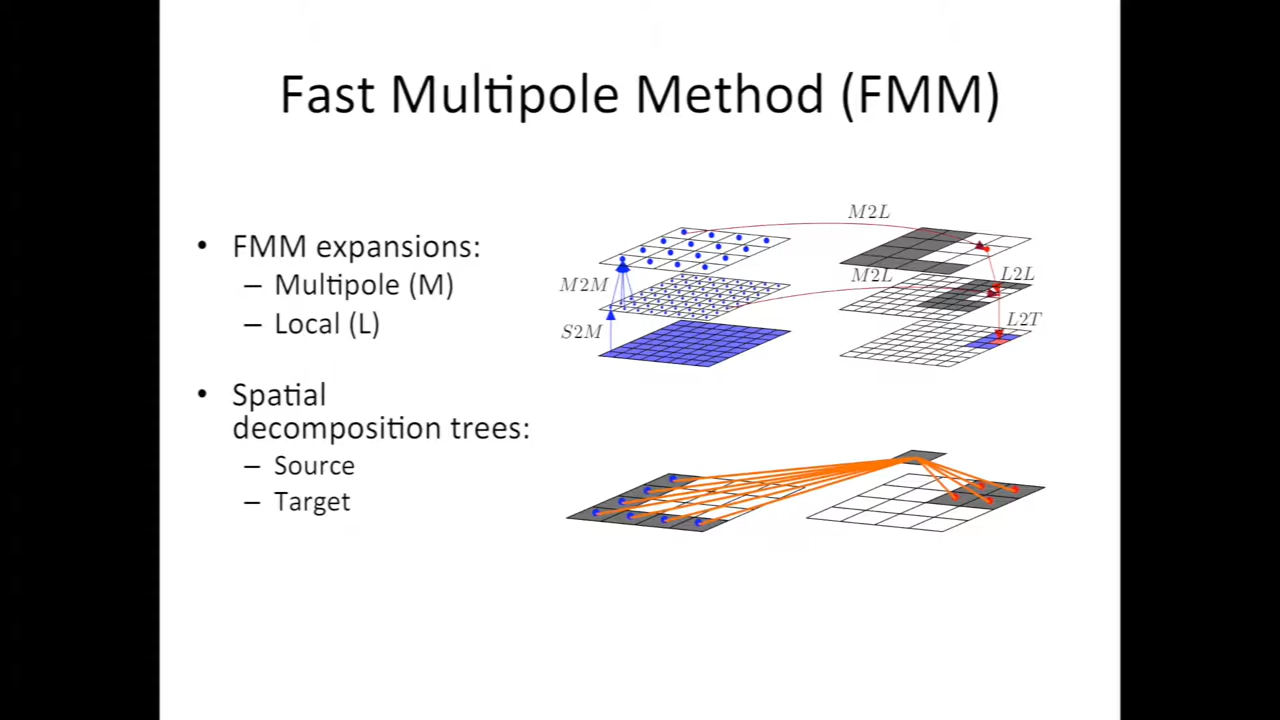 Fast Multipole Method (FMM)
• FMM expansions:
– Multipole (M)
– Local (L)
• Spatial
decomposition trees:
– Source
– Target
M2L
M2M
M2L
L2L
S2M
L2T